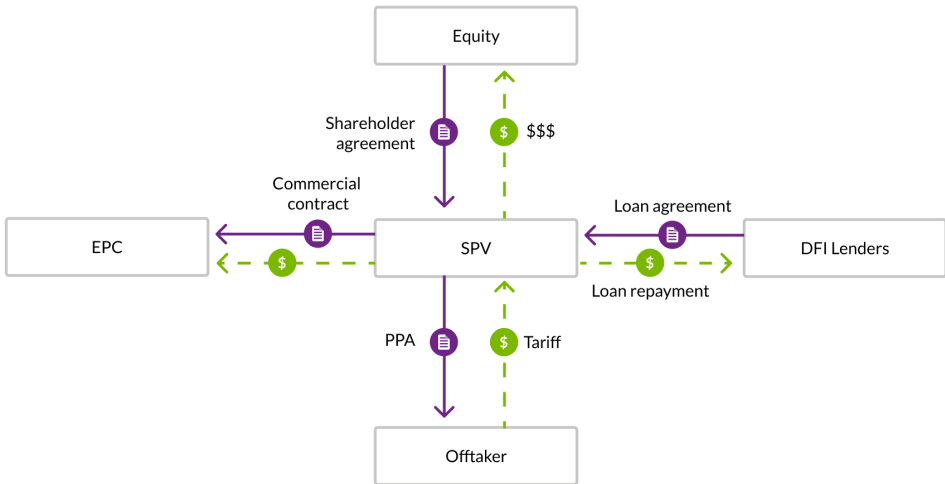 Equity
Shareholder
agreement
$
$$$
Commercial
contract
Loan agreement
EPC
SPV
DFI Lenders
$
$
Loan repayment
PPA
$
Tariff
Offtaker